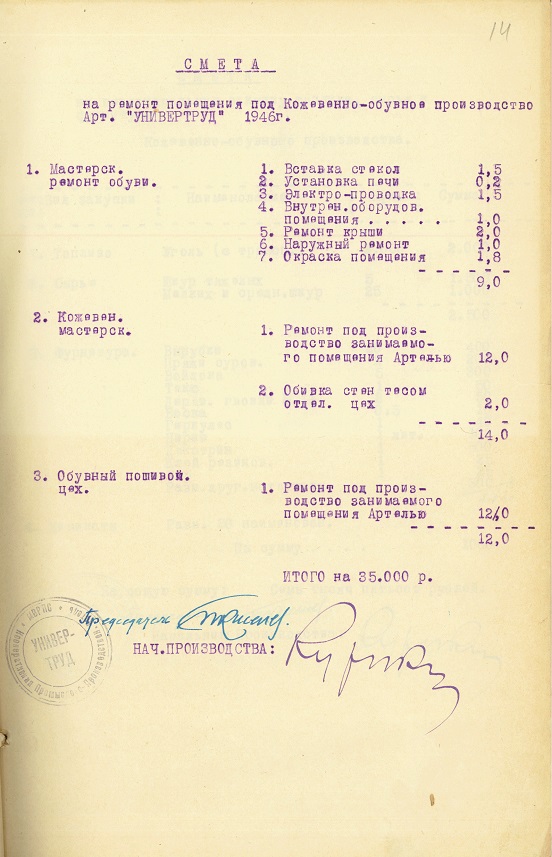 14
СМЕТА
на ремонт помещения под Кожевенно-обувное производство
Арт. "УНИВЕРТРУД" 1946г.
1. Мастерск. 1. Вставка стекол 1,5
ремонт обуви. 2. Установка печи 0,2
3. Электро-проводка 1,5
4. Внутрен.оборудов.
помещения . . . . . 1,0
5. Ремонт крыши 2,0
6. Наружный ремонт 1,0
7. Окраска помещения 1,8
9,0
2. Кожевен.
мастерск. 1. Ремонт под произ-
водство занимаемо-
го помещения Артелью 12,0
2. Обивка стен тесом
отдел. цех 2,0
14,0
3. Обувный пошивой.
цех. 1. Ремонт под произ-
водство занимаемого
помещения Артелью 12,0
12,0
ИТОГО на 35.000 р.
Председатель
НАЧ.ПРОИЗВОДСТВА:
УНИВЕР-
ТРУД